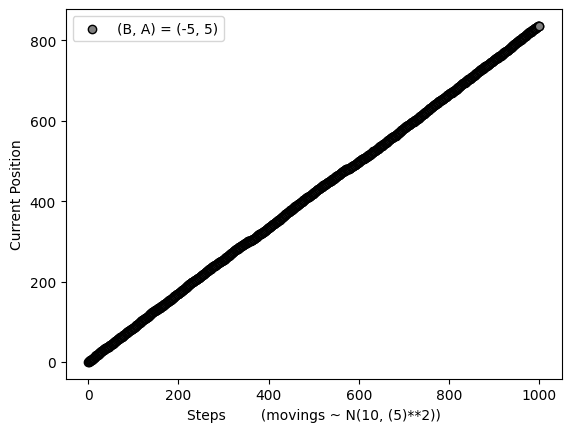 (B, A) = (-5, 5)
800
600
400
200
0
Current Position
0 200 400 600 800 1000
Steps (movings ~ N(10, (5)**2))